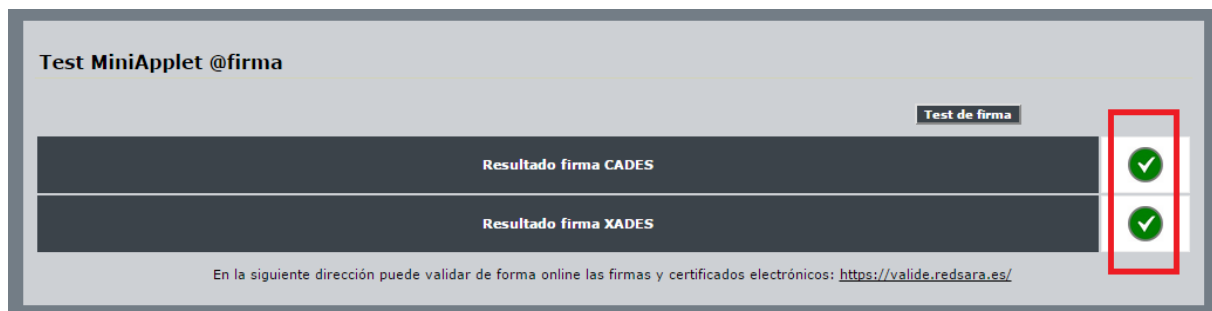 Test MiniApplet @firma
Test de firma
Resultado firma CADES
Resultado firma XADES
En la siguiente dirección puede validar de forma online las firmas y certificados electrónicos: https://valide.redsara.es/